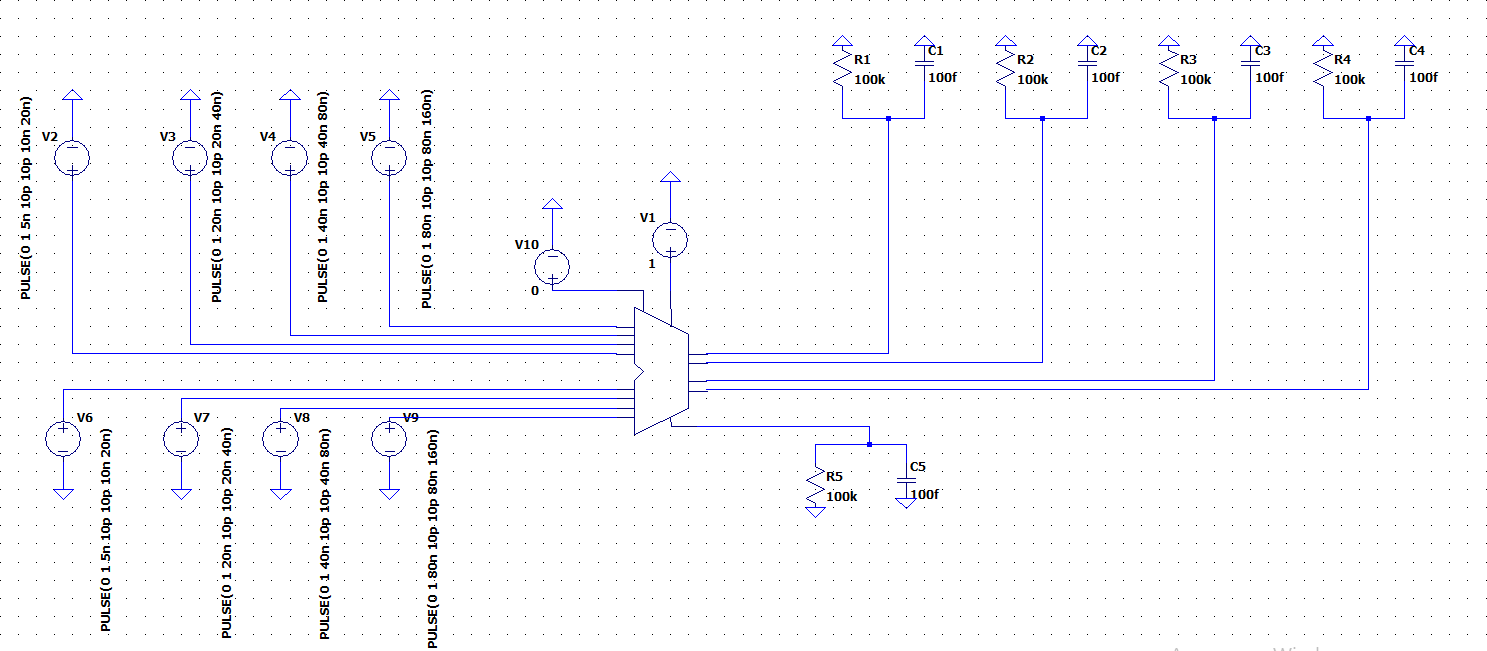 R1
100k
C1
100f
R2
100k
C2
100f
R3
100k
C3
100f
R4
100k
C4
100f
V2
PULSE(0 1 5n 10p 10p 10n 20n)
V3
PULSE(0 1 20n 10p 10p 20n 40n)
V4
PULSE(0 1 40n 10p 10p 40n 80n)
V5
PULSE(0 1 80n 10p 10p 80n 160n)
V10
0
V1
1
V6
PULSE(0 1 5n 10p 10p 10n 20n)
V7
PULSE(0 1 20n 10p 10p 20n 40n)
V8
PULSE(0 1 40n 10p 10p 40n 80n)
V9
PULSE(0 1 80n 10p 10p 80n 160n)
R5
100k
C5
100f